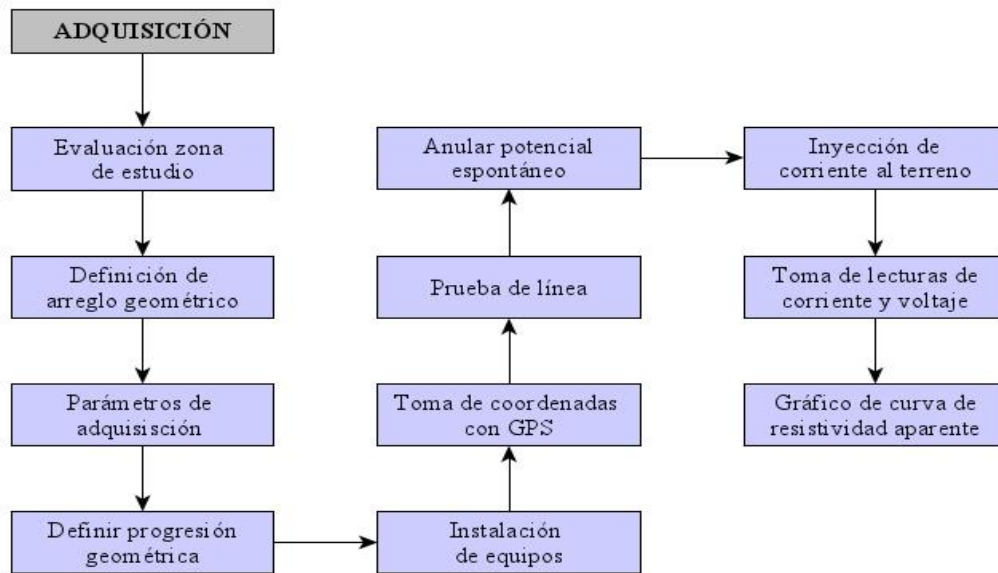 ADQUISICIÓN
Evaluación zona
de estudio
Definición de
arreglo geométrico
Parámetros de
adquisisción
Definir progresión
geométrica
Instalación
de equipos
Toma de coordenadas
con GPS
Prueba de línea
Anular potencial
espontáneo
Inyección de
corriente al terreno
Toma de lecturas de
corriente y voltaje
Gráfico de curva de
resistividad aparente